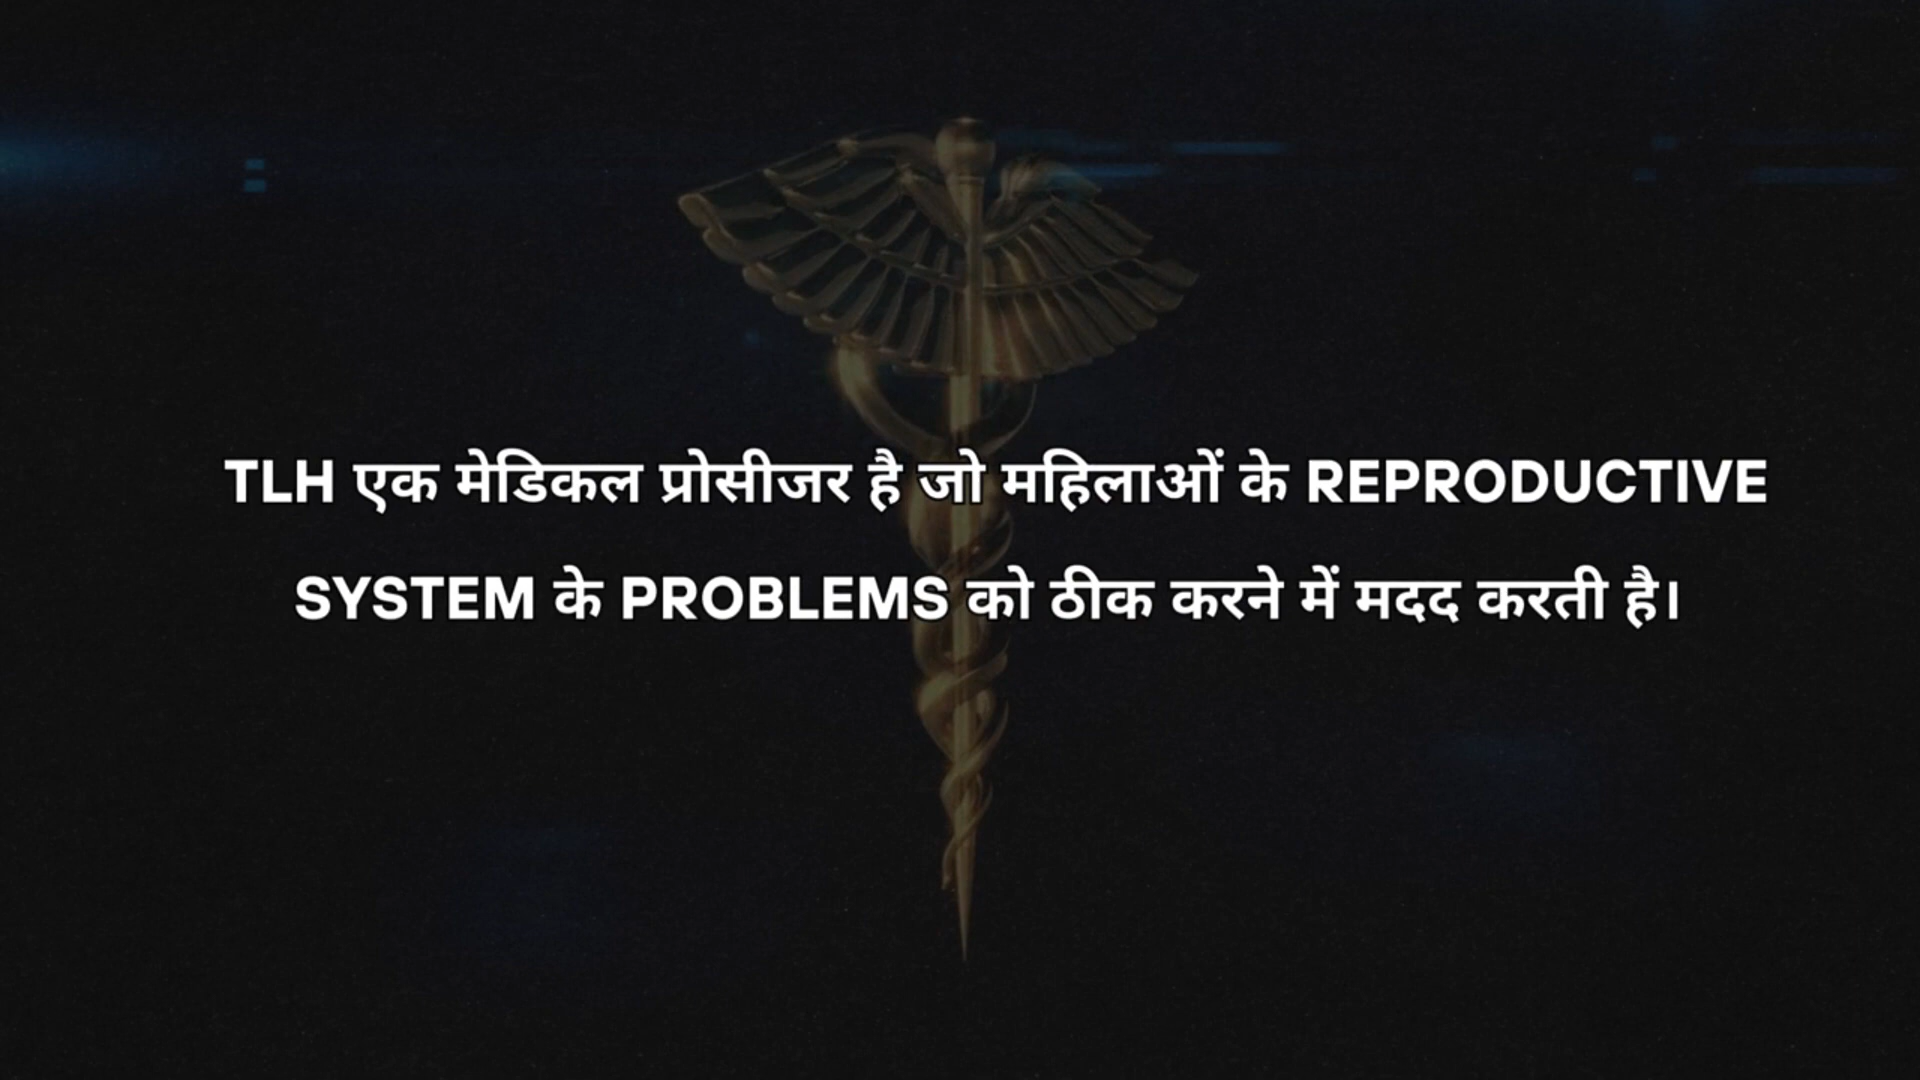 TLH एक मेडिकल प्रोसीजर है जो महिलाओं के REPRODUCTIVE
SYSTEM के PROBLEMS को ठीक करने में मदद करती है।